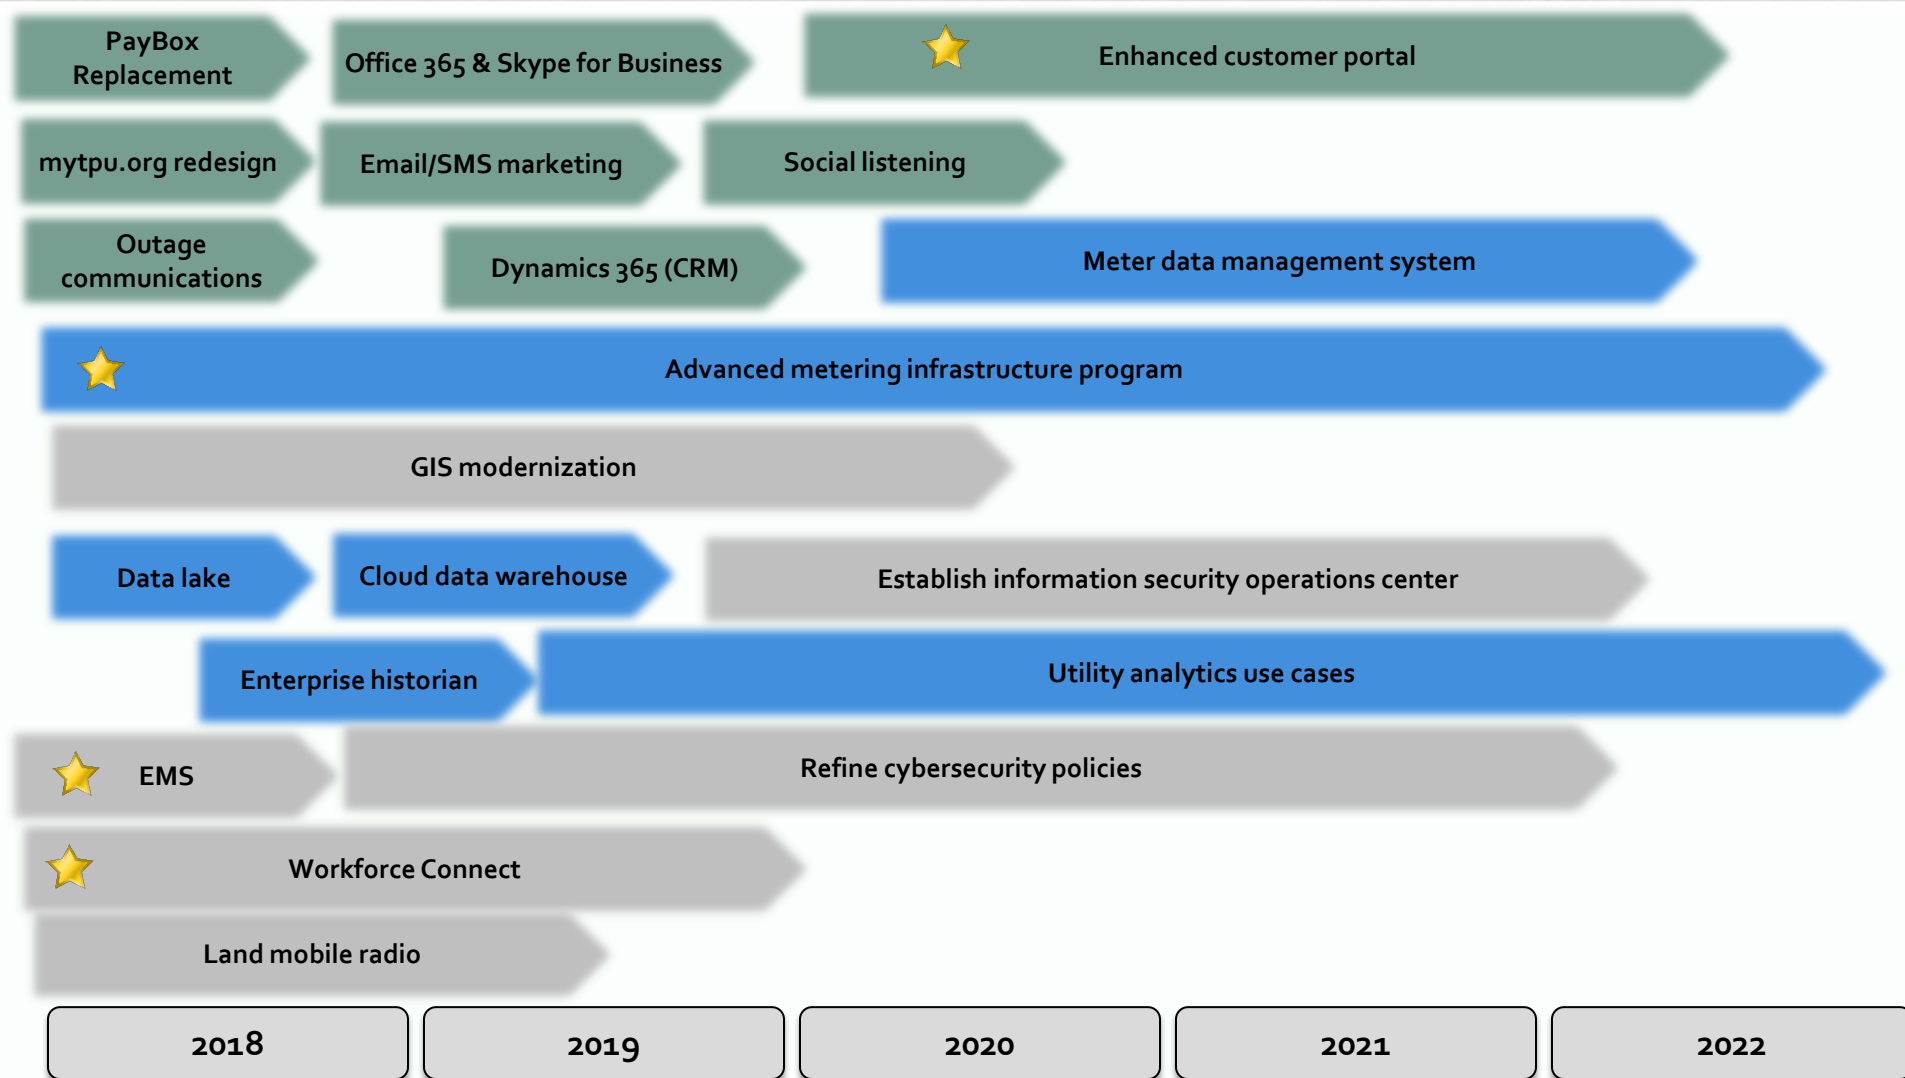 PayBox
Replacement
Office 365 & Skype for Business
Enhanced customer portal
mytpu.org redesign
Email/SMS marketing
Social listening
Outage
communications
Dynamics 365 (CRM)
Meter data management system
Advanced metering infrastructure program
GIS modernization
Data lake
Cloud data warehouse
Establish information security operations center
Enterprise historian
Utility analytics use cases
EMS
Refine cybersecurity policies
Workforce Connect
Land mobile radio
2018
2019
2020
2021
2022